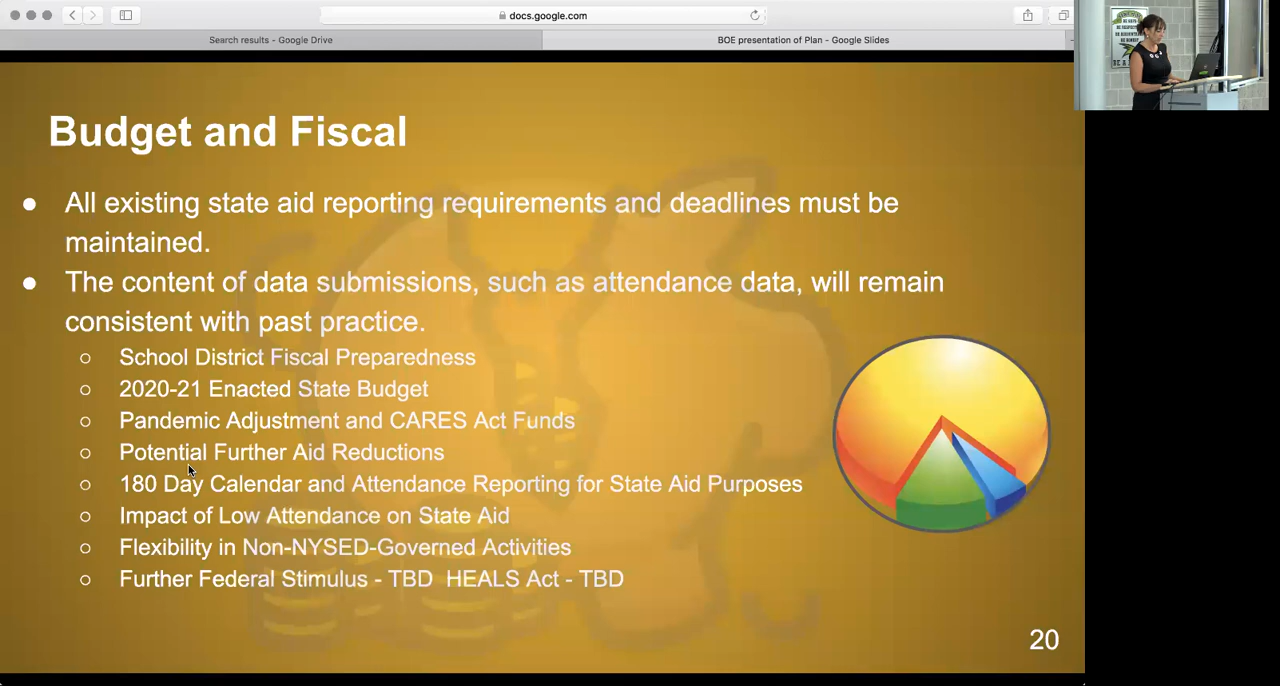 docs.google.com
Search results - Google Drive
BOE presentation of Plan - Google Slides
Budget and Fiscal
● All existing state aid reporting requirements and deadlines must be
maintained.
● The content of data submissions, such as attendance data, will remain
consistent with past practice.
○ School District Fiscal Preparedness
○ 2020-21 Enacted State Budget
○ Pandemic Adjustment and CARES Act Funds
○ Potential Further Aid Reductions
○ 180 Day Calendar and Attendance Reporting for State Aid Purposes
○ Impact of Low Attendance on State Aid
○ Flexibility in Non-NYSED-Governed Activities
○ Further Federal Stimulus - TBD HEALS Act - TBD
20